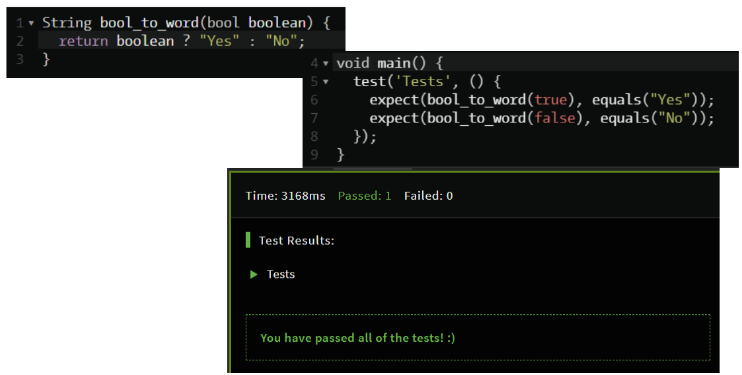 1 String bool_to_word(bool boolean) {
2 return boolean ? "Yes" : "No";
3 }
4 void main() {
5 test('Tests', () {
6 expect(bool_to_word(true), equals("Yes"));
7 expect(bool_to_word(false), equals("No"));
8 });
9 }
Time: 3168ms Passed: 1 Failed: 0
Test Results:
Tests
You have passed all of the tests! :)